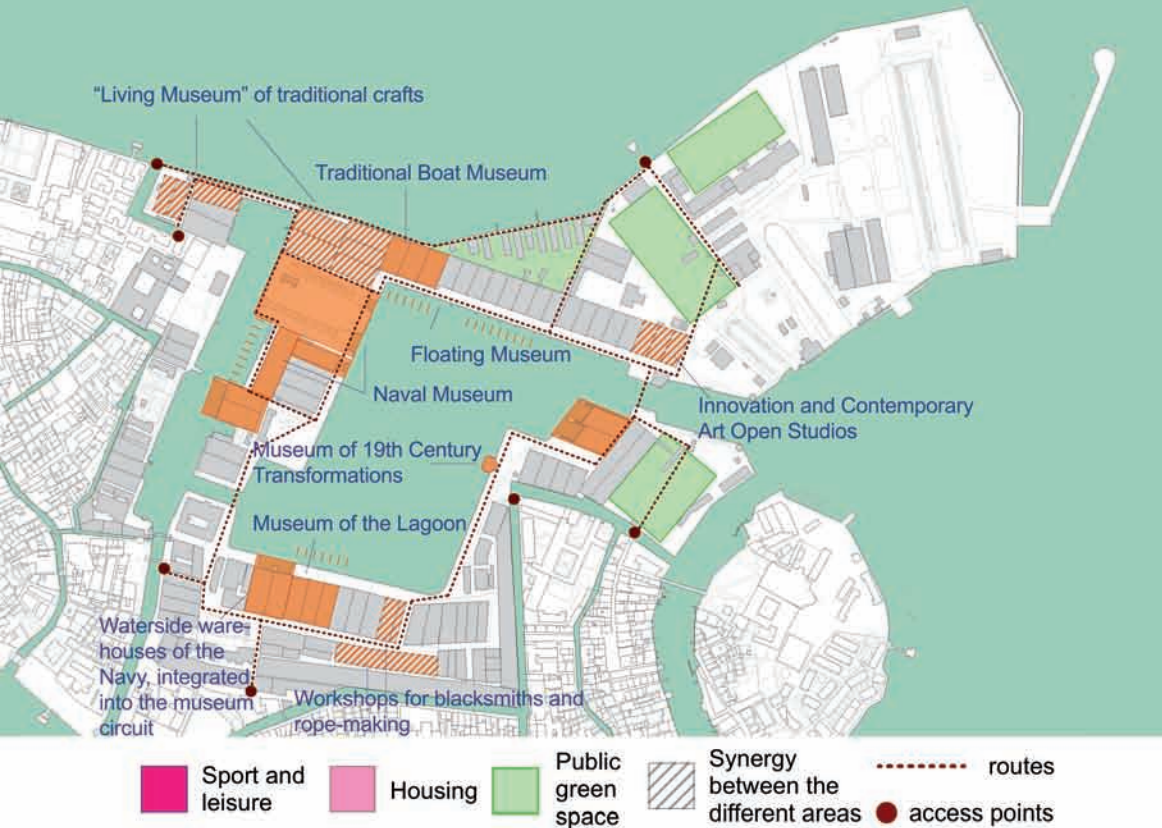 “Living Museum” of traditional crafts
Traditional Boat Museum
Floating Museum
Naval Museum
Innovation and Contemporary
Art Open Studios
Museum of 19th Century
Transformations
Museum of the Lagoon
Waterside ware-
houses of the
Navy, integrated
into the museum
circuit
Workshops for blacksmiths and
rope-making
Sport and
leisure
Housing
Public
green
space
Synergy
between the
different areas
routes
access points